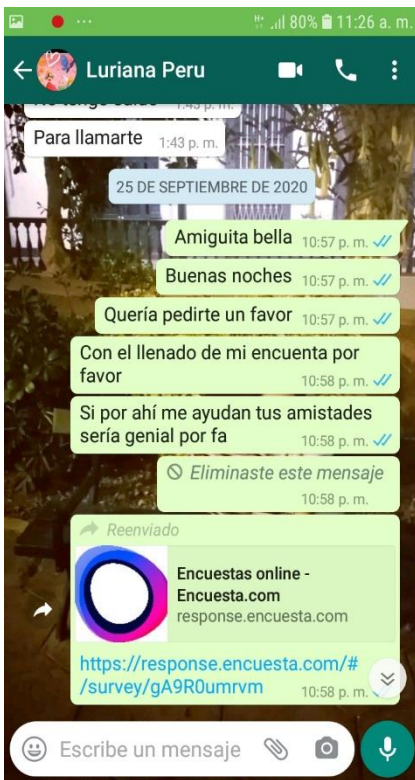 80% 11:26 a. m.
Luriana Peru
1:43 p. m.
Para llamarte 1:43 p. m.
25 DE SEPTIEMBRE DE 2020
Amiguita bella 10:57 p. m.
Buenas noches 10:57 p. m.
Quería pedirte un favor 10:57 p. m.
Con el llenado de mi encuenta por
favor 10:58 p. m.
Si por ahí me ayudan tus amistades
sería genial por fa 10:58 p. m.
Eliminaste este mensaje
10:58 p. m.
Reenviado
Encuestas online -
Encuesta.com
response.encuesta.com
https://response.encuesta.com/#
/survey/gA9R0umrvm 10:58 p. m.
Escribe un mensaje